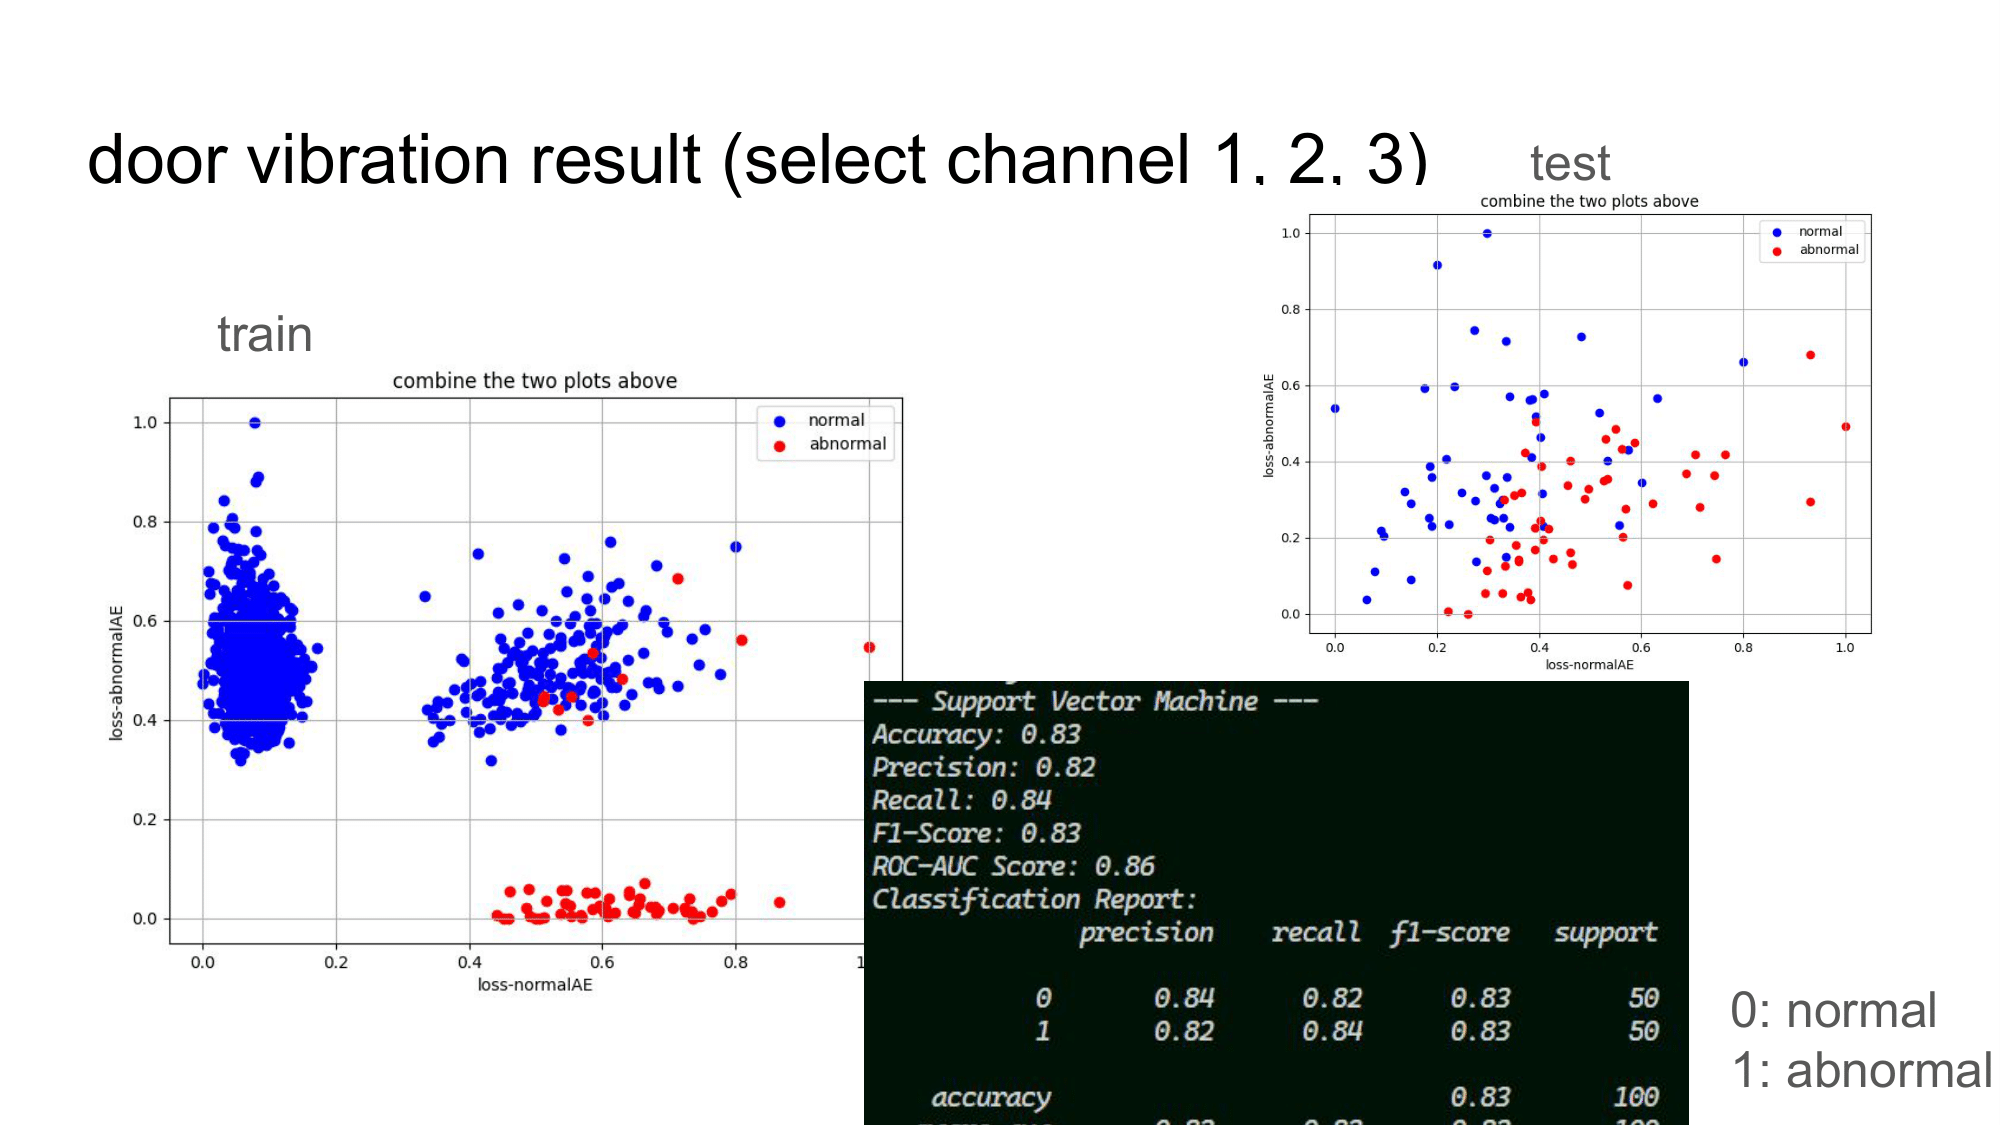 door vibration result (select channel 1, 2, 3)
test
combine the two plots above
normal
abnormal
1.0
0.8
0.6
0.4
0.2
0.0
loss-abnormalAE
0.0 0.2 0.4 0.6 0.8 1.0
loss-normalAE
train
combine the two plots above
normal
abnormal
1.0
0.8
0.6
0.4
0.2
0.0
loss-abnormalAE
0.0 0.2 0.4 0.6 0.8
loss-normalAE
--- Support Vector Machine ---
Accuracy: 0.83
Precision: 0.82
Recall: 0.84
F1-Score: 0.83
ROC-AUC Score: 0.86
Classification Report:
precision recall f1-score support
0 0.84 0.82 0.83 50
1 0.82 0.84 0.83 50
accuracy 0.83 100
0: normal
1: abnormal